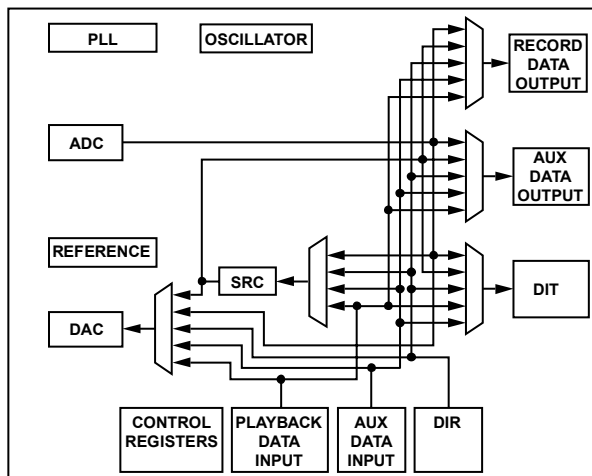 PLL
OSCILLATOR
RECORD
DATA
OUTPUT
ADC
AUX
DATA
OUTPUT
REFERENCE
SRC
DIT
DAC
CONTROL
REGISTERS
PLAYBACK
DATA
INPUT
AUX
DATA
INPUT
DIR